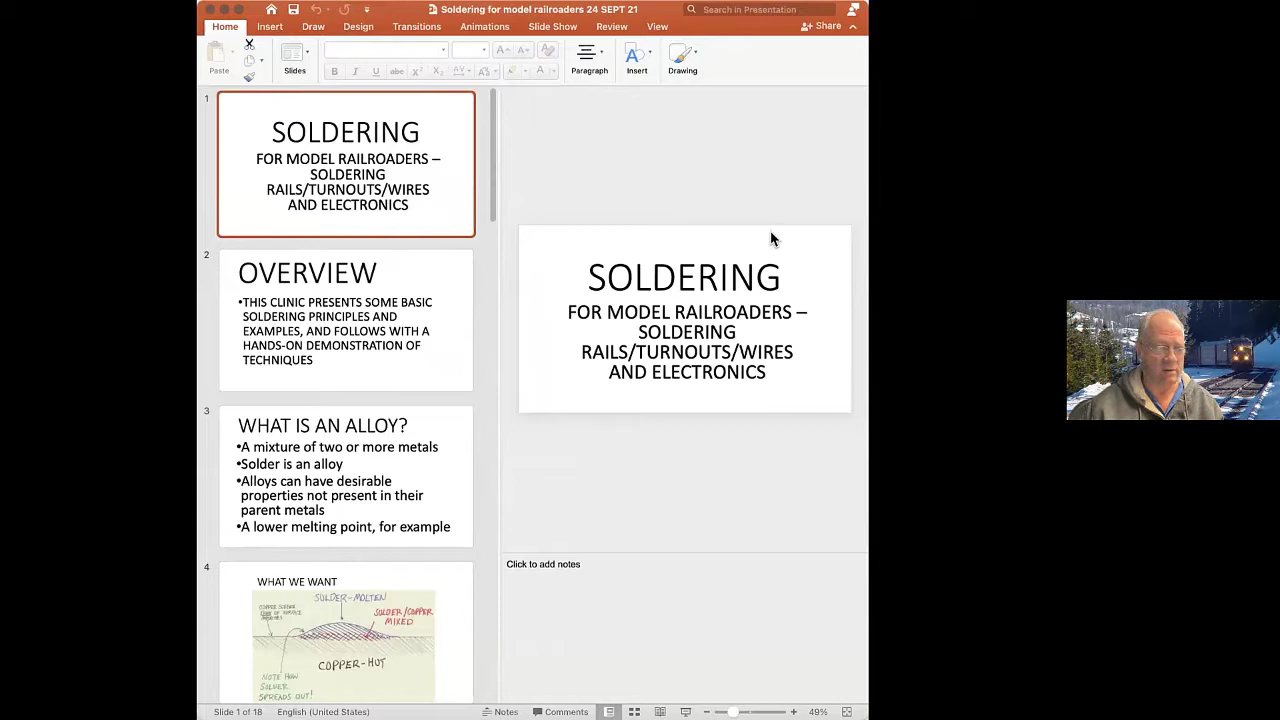 Soldering for model railroaders 24 SEPT 21
Search in Presentation
Home Insert Draw Design Transitions Animations Slide Show Review View Share
Paste Slides Paragraph Insert Drawing
1
SOLDERING
FOR MODEL RAILROADERS –
SOLDERING
RAILS/TURNOUTS/WIRES
AND ELECTRONICS
2
OVERVIEW
•THIS CLINIC PRESENTS SOME BASIC
SOLDERING PRINCIPLES AND
EXAMPLES, AND FOLLOWS WITH A
HANDS-ON DEMONSTRATION OF
TECHNIQUES
3
WHAT IS AN ALLOY?
•A mixture of two or more metals
•Solder is an alloy
•Alloys can have desirable
properties not present in their
parent metals
•A lower melting point, for example
4
WHAT WE WANT
SOLDER-MOLTEN
SOLDER/COPPER
MIXED
COPPER-HOT
NOTE HOW
SOLDER
SPREADS OUT!
SOLDERING
FOR MODEL RAILROADERS –
SOLDERING
RAILS/TURNOUTS/WIRES
AND ELECTRONICS
Click to add notes
Slide 1 of 18 English (United States) Notes Comments 49%